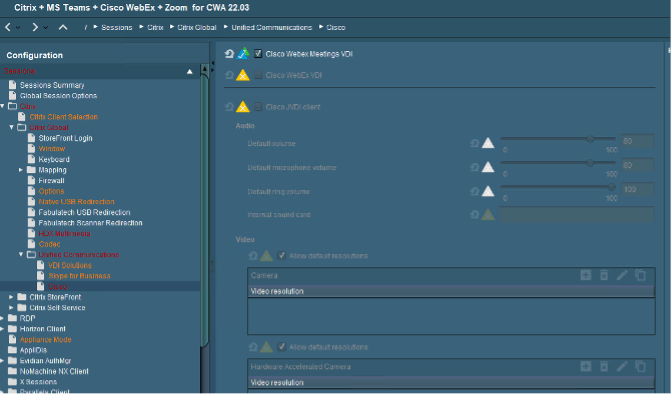 Citrix + MS Teams + Cisco WebEx + Zoom for CWA 22.03
/ Sessions Citrix Citrix Global Unified Communications Cisco
Configuration
Sessions
Sessions Summary
Global Session Options
Citrix
Citrix Client Selection
Citrix Global
StoreFront Login
Window
Keyboard
Mapping
Firewall
Options
Native USB Redirection
Fabulatech USB Redirection
Fabulatech Scanner Redirection
HDX Multimedia
Codec
Unified Communications
VDI Solutions
Skype for Business
Cisco
Citrix StoreFront
Citrix Self-Service
RDP
Horizon Client
Appliance Mode
AppliDis
Evidian AuthMgr
NoMachine NX Client
X Sessions
Parallels Client
Cisco Webex Meetings VDI
Cisco WebEx VDI
Cisco JVDI client
Audio
Default volume
0
100
80
Default microphone volume
0
100
80
Default ring volume
0
100
100
Internal sound card
Video
Allow default resolutions
Camera
Video resolution
Allow default resolutions
Hardware Accelerated Camera
Video resolution